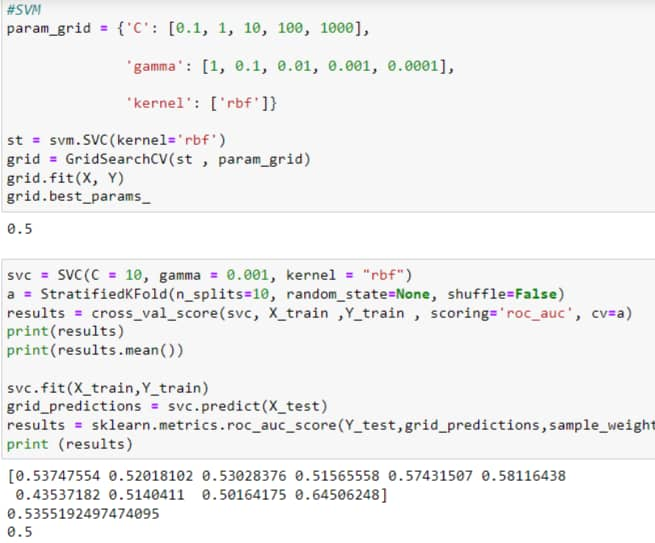 #SVM
param_grid = {'C': [0.1, 1, 10, 100, 1000],
'gamma': [1, 0.1, 0.01, 0.001, 0.0001],
'kernel': ['rbf']}
st = svm.SVC(kernel='rbf')
grid = GridSearchCV(st , param_grid)
grid.fit(X, Y)
grid.best_params_
0.5
svc = SVC(C = 10, gamma = 0.001, kernel = "rbf")
a = StratifiedKFold(n_splits=10, random_state=None, shuffle=False)
results = cross_val_score(svc, X_train ,Y_train , scoring='roc_auc', cv=a)
print(results)
print(results.mean())
svc.fit(X_train,Y_train)
grid_predictions = svc.predict(X_test)
results = sklearn.metrics.roc_auc_score(Y_test,grid_predictions,sample_weight
print (results)
[0.53747554 0.52018102 0.53028376 0.51565558 0.57431507 0.58116438
0.43537182 0.5140411  0.50164175 0.64506248]
0.5355192497474095
0.5